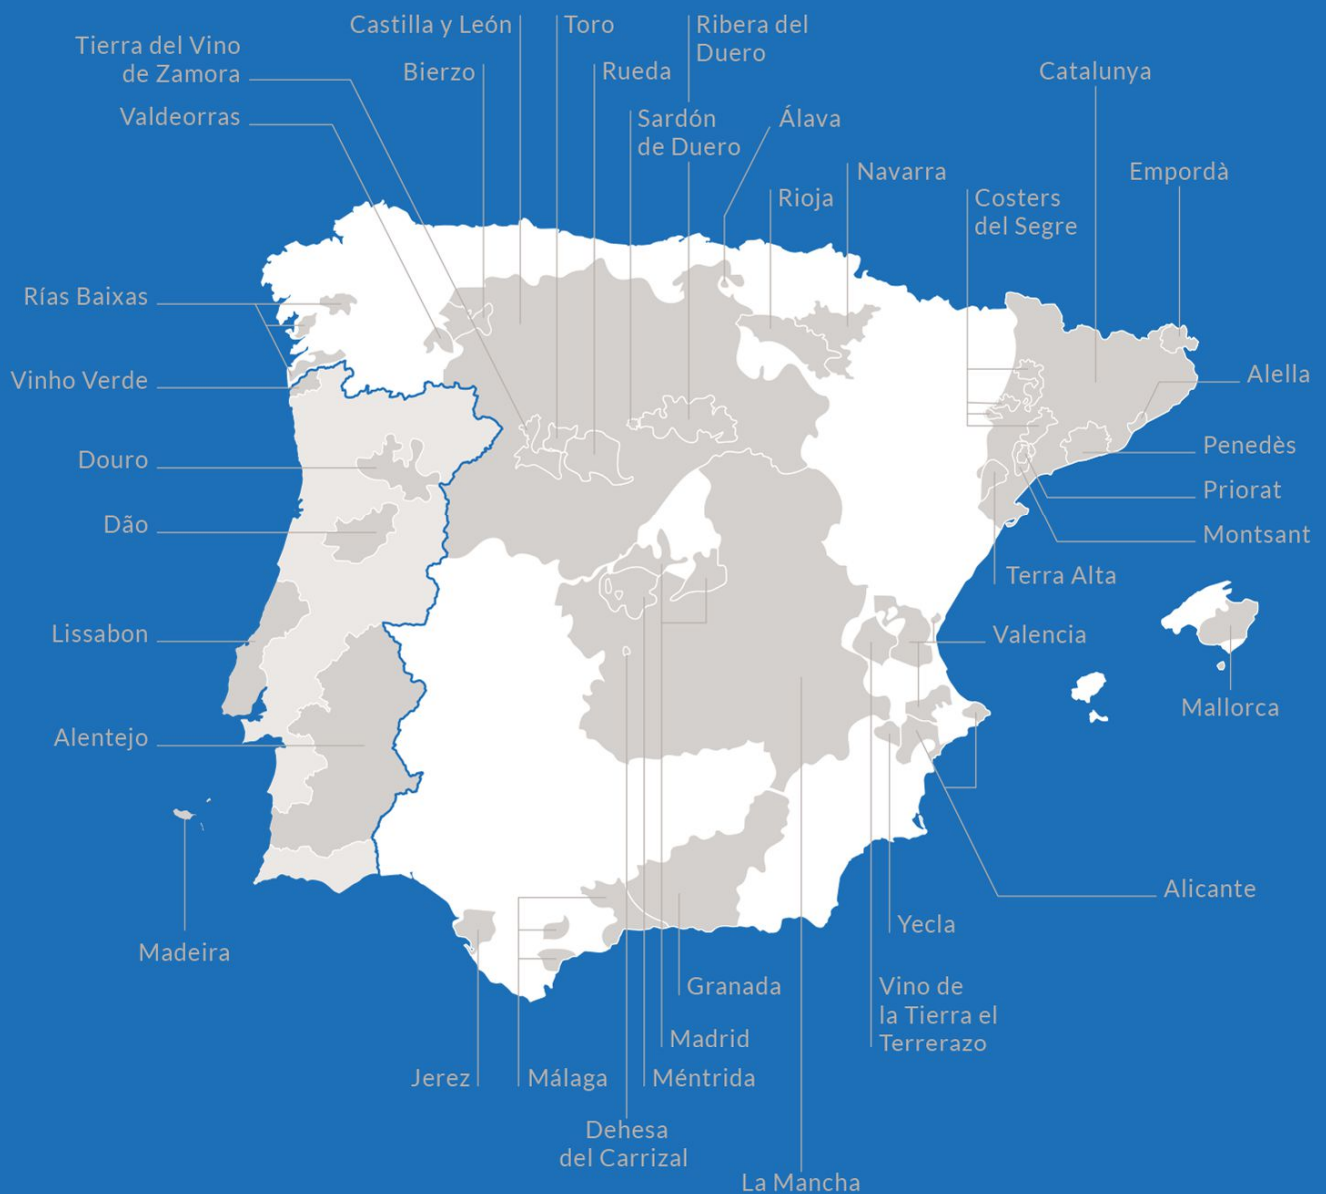 Castilla y León
Toro
Ribera del
Duero
Tierra del Vino
de Zamora
Bierzo
Rueda
Catalunya
Valdeorras
Sardón
de Duero
Álava
Navarra
Empordà
Rioja
Costers
del Segre
Rías Baixas
Vinho Verde
Alella
Douro
Penedès
Priorat
Dão
Montsant
Terra Alta
Lissabon
Valencia
Mallorca
Alentejo
Alicante
Yecla
Madeira
Granada
Vino de
la Tierra el
Terrerazo
Madrid
Jerez
Málaga
Méntrida
Dehesa
del Carrizal
La Mancha